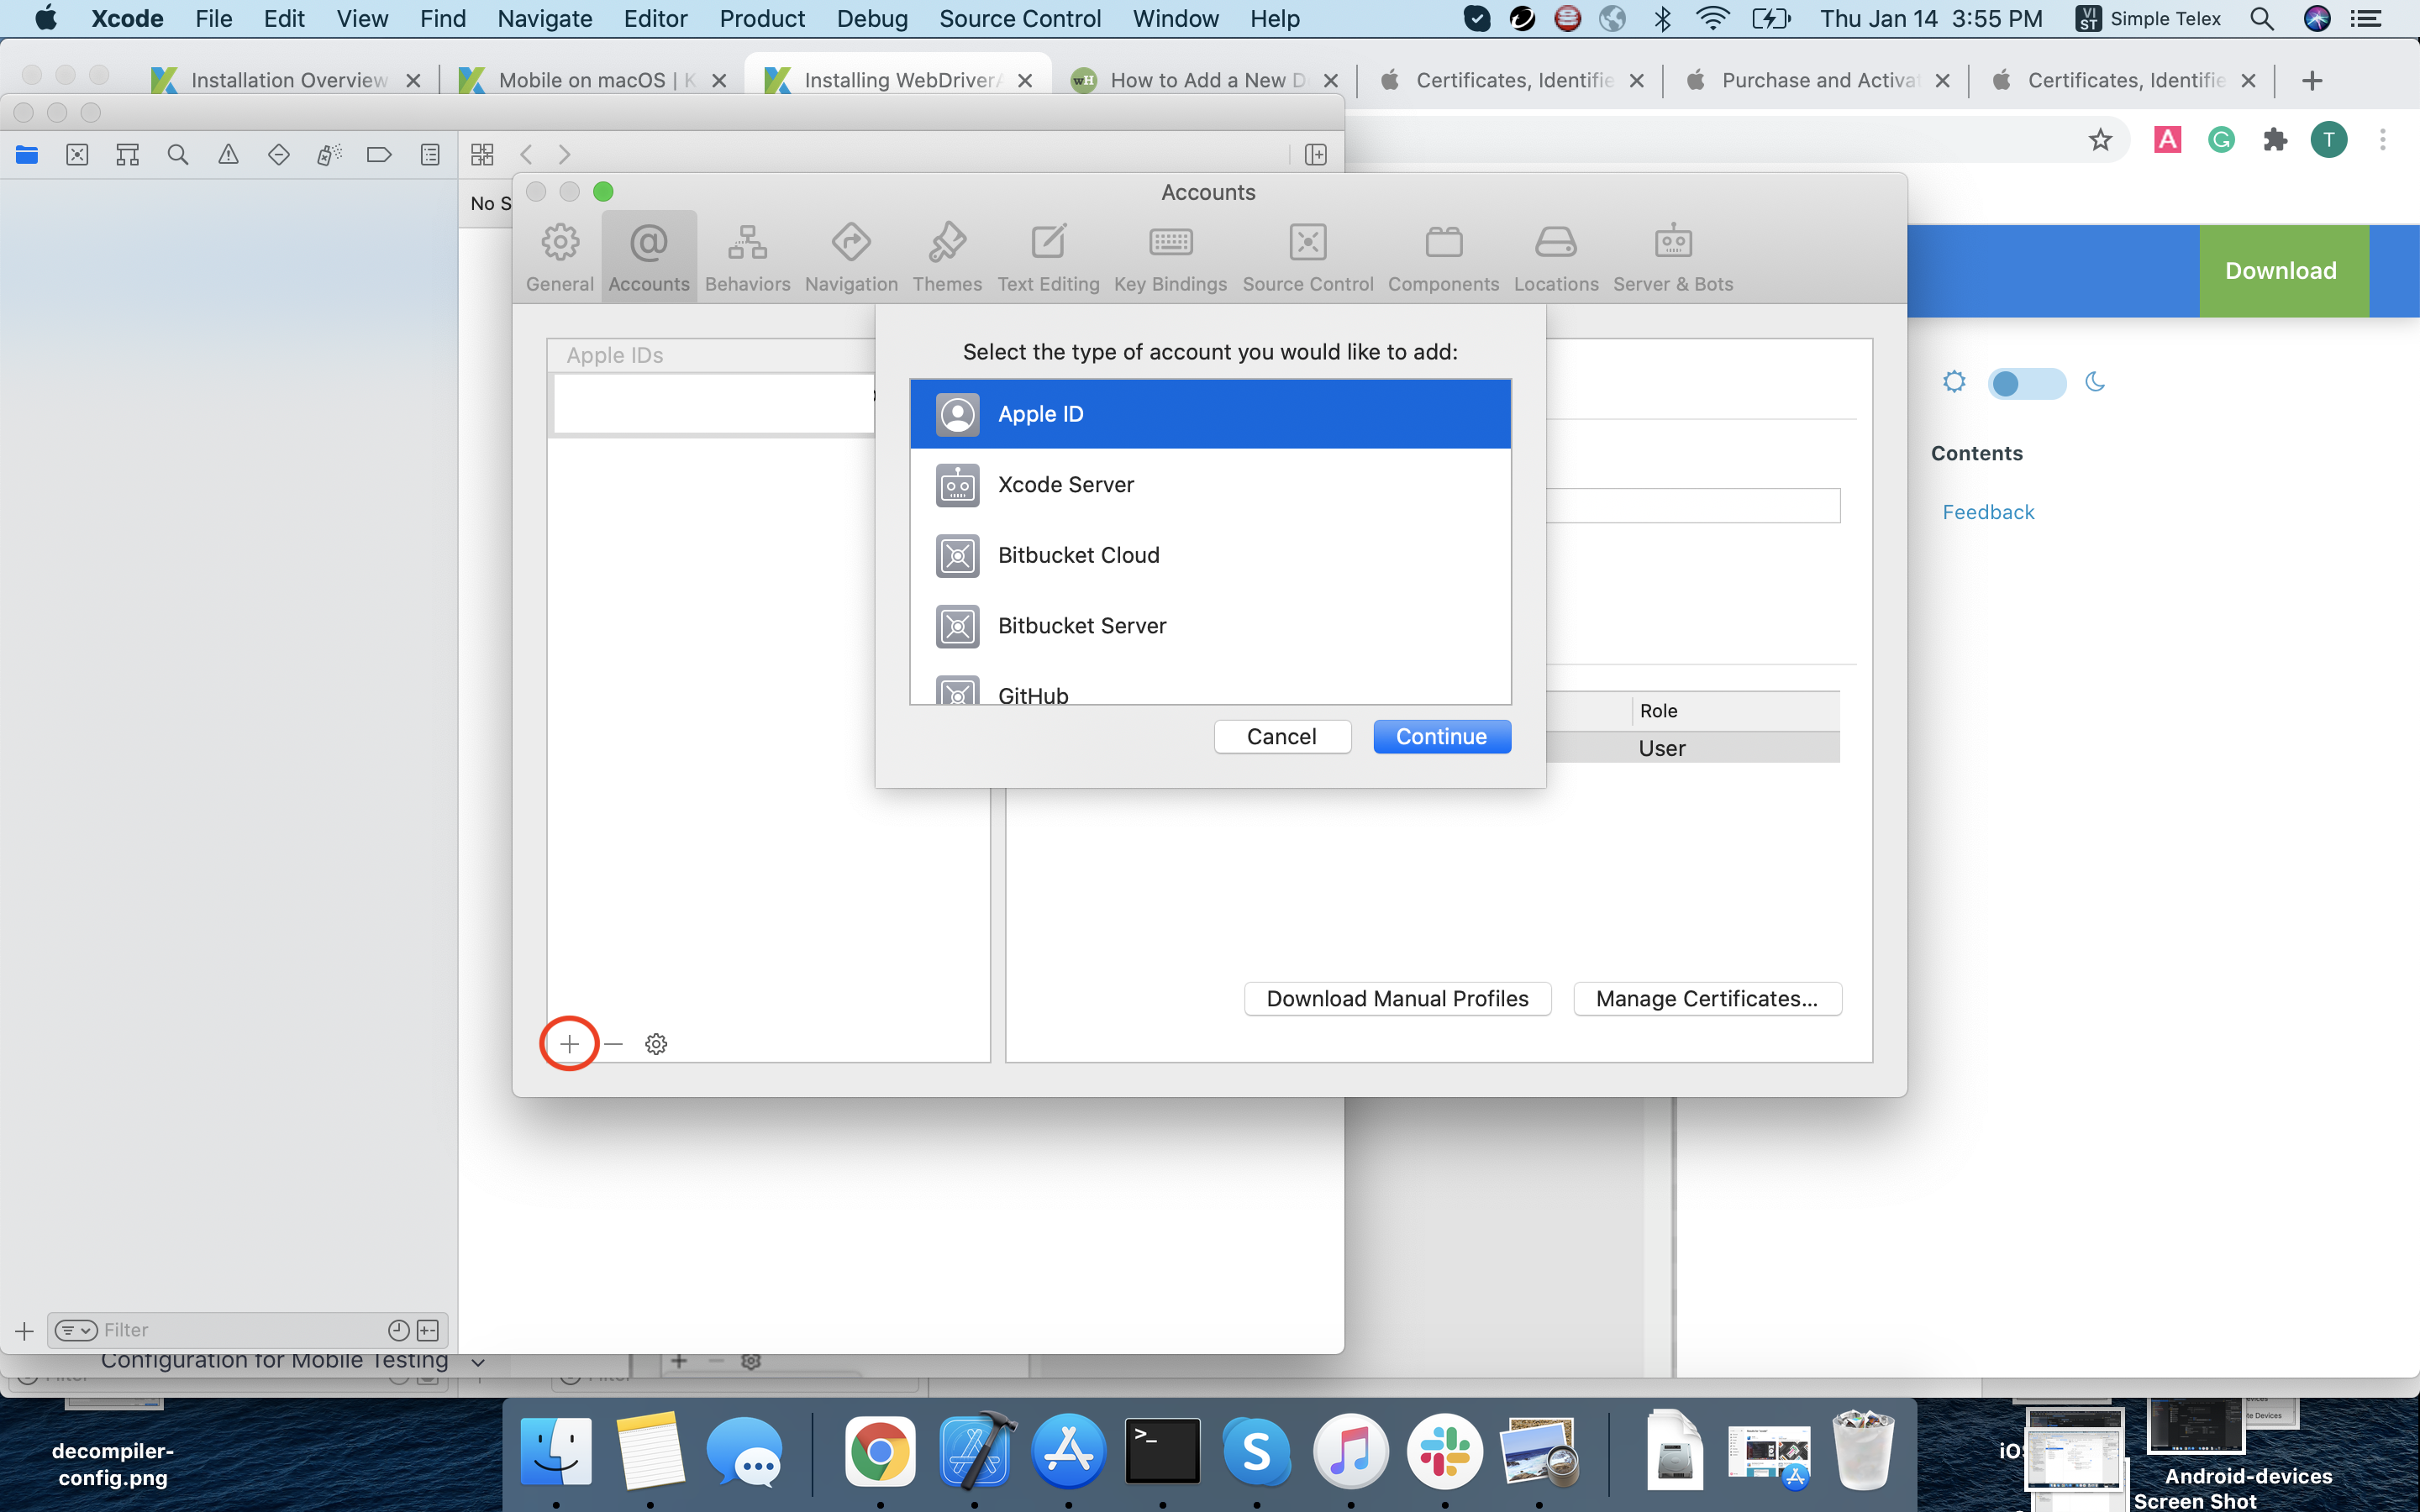 Xcode File Edit View Find Navigate Editor Product Debug Source Control Window Help Thu Jan 14 3:55 PM VI ST Simple Telex
Installation Overview Mobile on macOS | K Installing WebDriverA How to Add a New D Certificates, Identifie Purchase and Activa Certificates, Identifie
A G T
No S
Accounts
General Accounts Behaviors Navigation Themes Text Editing Key Bindings Source Control Components Locations Server & Bots
Download
Apple IDs
Select the type of account you would like to add:
Apple ID
Xcode Server
Bitbucket Cloud
Bitbucket Server
GitHub
Cancel Continue
Role
User
Contents
Feedback
Download Manual Profiles Manage Certificates...
Filter
Configuration for Mobile Testing
decompiler-
config.png
Android-devices
Screen Shot